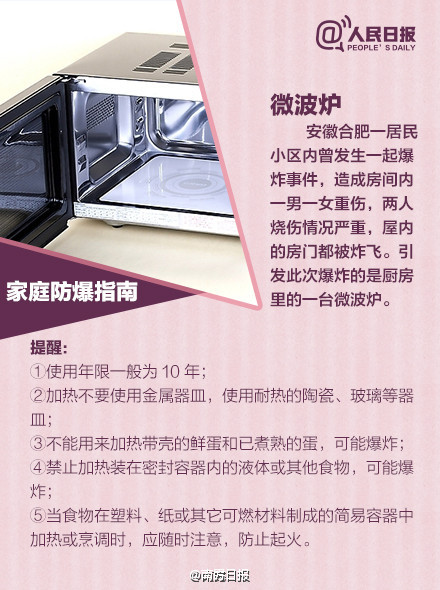 @人民日报
PEOPLE'S DAILY
微波炉
安徽合肥一居民
小区内曾发生一起爆
炸事件，造成房间内
一男一女重伤，两人
烧伤情况严重，屋内
的房门都被炸飞。引
发此次爆炸的是厨房
里的一台微波炉。
家庭防爆指南
提醒：
①使用年限一般为10年；
②加热不要使用金属器皿，使用耐热的陶瓷、玻璃等器
皿；
③不能用来加热带壳的鲜蛋和已煮熟的蛋，可能爆炸；
④禁止加热装在密封容器内的液体或其他食物，可能爆
炸；
⑤当食物在塑料、纸或其它可燃材料制成的简易容器中
加热或烹调时，应随时注意，防止起火。
@南方日报